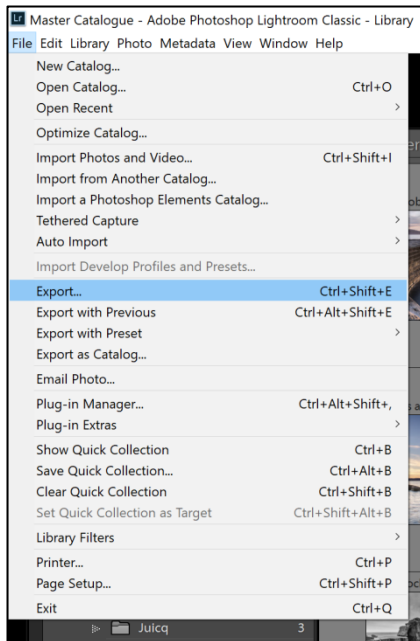 Lr Master Catalogue - Adobe Photoshop Lightroom Classic - Library
File Edit Library Photo Metadata View Window Help
New Catalog...
Open Catalog... Ctrl+O
Open Recent >
Optimize Catalog...
Import Photos and Video... Ctrl+Shift+I
Import from Another Catalog...
Import a Photoshop Elements Catalog...
Tethered Capture >
Auto Import >
Import Develop Profiles and Presets...
Export... Ctrl+Shift+E
Export with Previous Ctrl+Alt+Shift+E
Export with Preset >
Export as Catalog...
Email Photo...
Plug-in Manager... Ctrl+Alt+Shift+,
Plug-in Extras >
Show Quick Collection Ctrl+B
Save Quick Collection... Ctrl+Alt+B
Clear Quick Collection Ctrl+Shift+B
Set Quick Collection as Target Ctrl+Shift+Alt+B
Library Filters >
Printer... Ctrl+P
Page Setup... Ctrl+Shift+P
Exit Ctrl+Q
Juicq 3